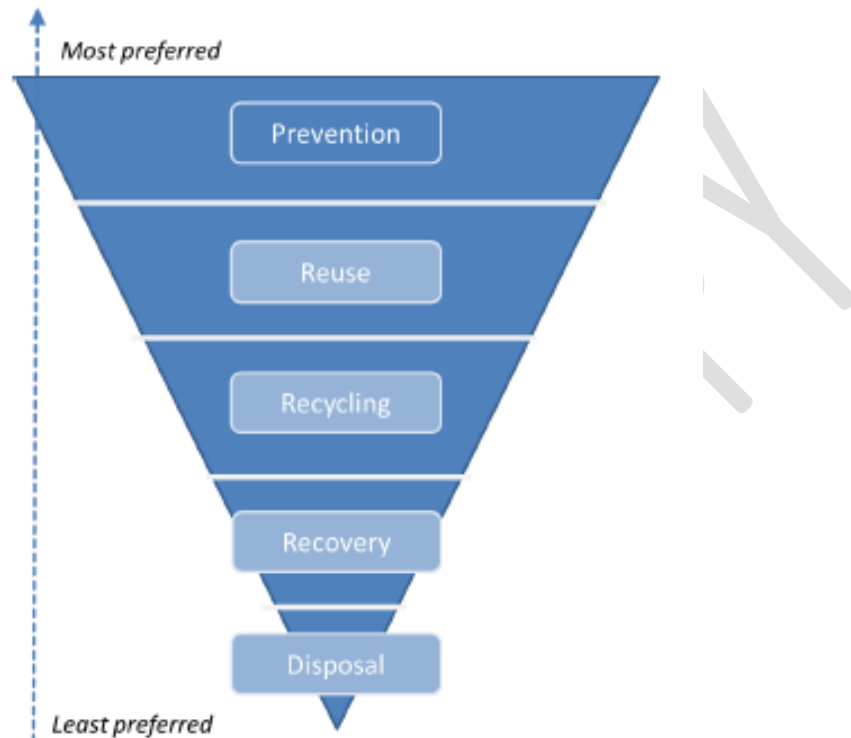 Most preferred
Prevention
Reuse
Recycling
Recovery
Disposal
Least preferred